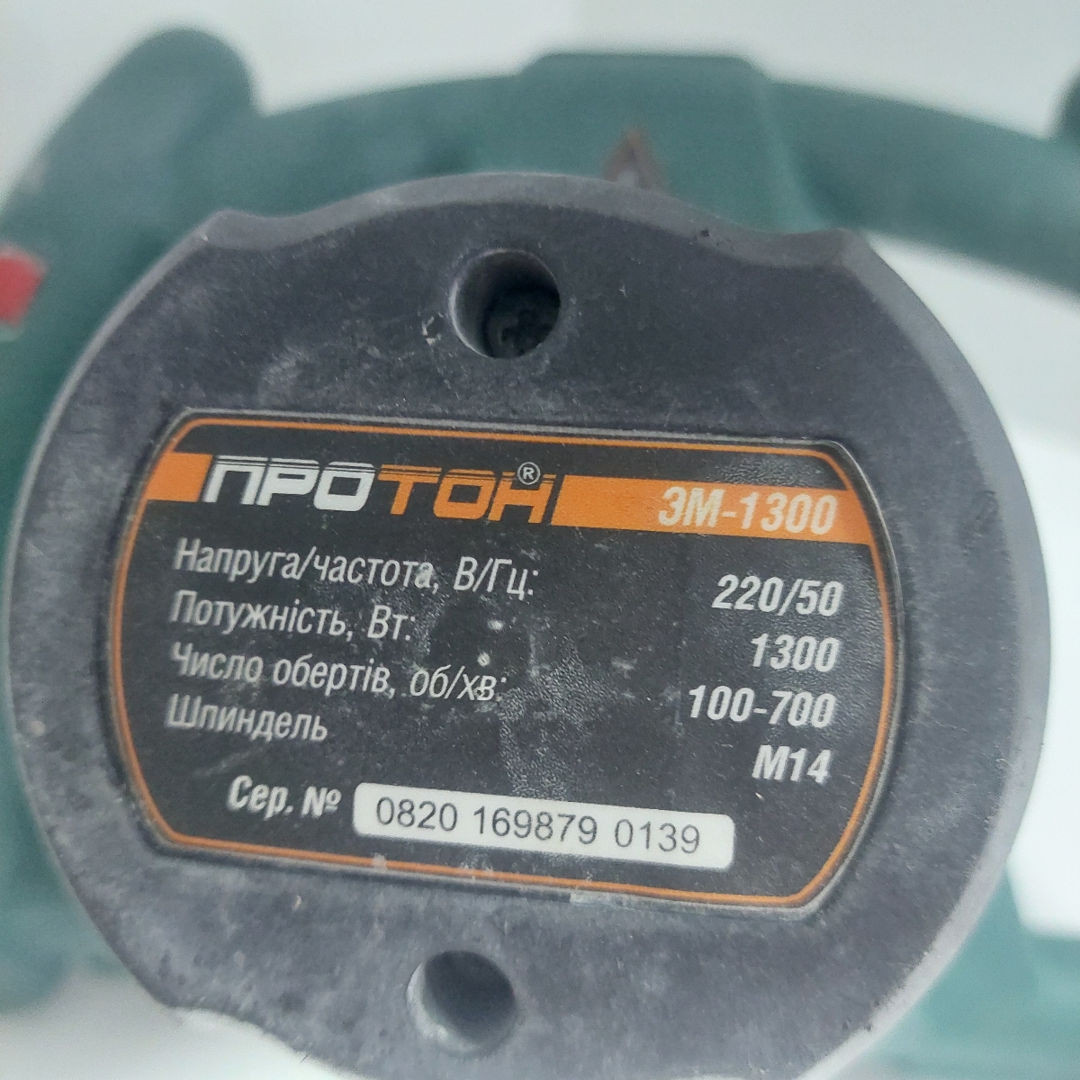 ПРОТОН® ЗМ-1300
Напруга/частота, В/Гц: 220/50
Потужність, Вт: 1300
Число обертів, об/хв: 100-700
Шпиндель М14
Сер. № 0820 169879 0139